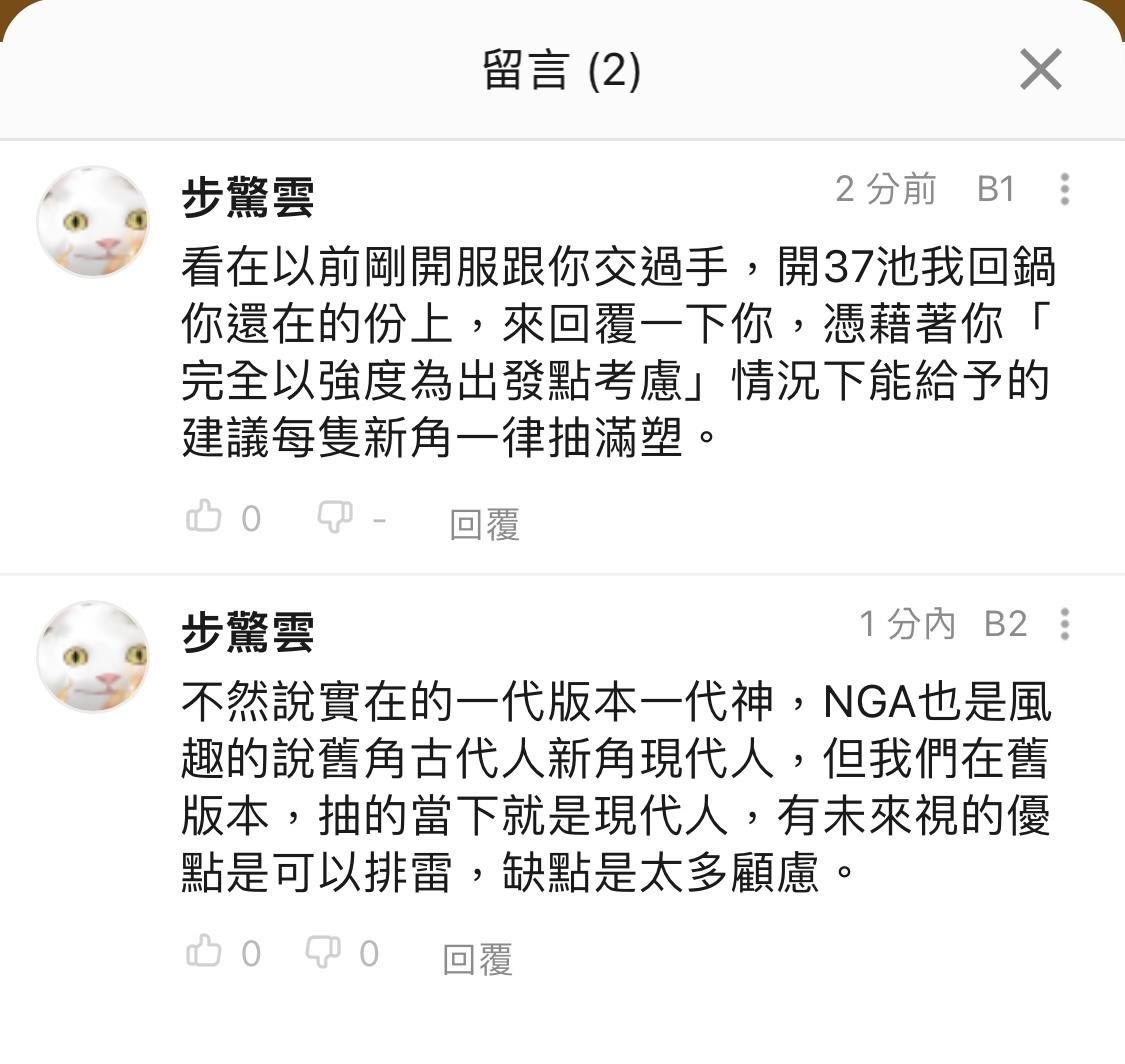 留言 (2)
步驚雲
2 分前 B1
看在以前剛開服跟你交過手，開37池我回鍋
你還在的份上，來回覆一下你，憑藉著你「
完全以強度為出發點考慮」情況下能給予的
建議每隻新角一律抽滿塑。
0 - 回覆
步驚雲
1 分內 B2
不然說實在的一代版本一代神，NGA也是風
趣的說舊角古代人新角現代人，但我們在舊
版本，抽的當下就是現代人，有未來視的優
點是可以排雷，缺點是太多顧慮。
0 0 回覆